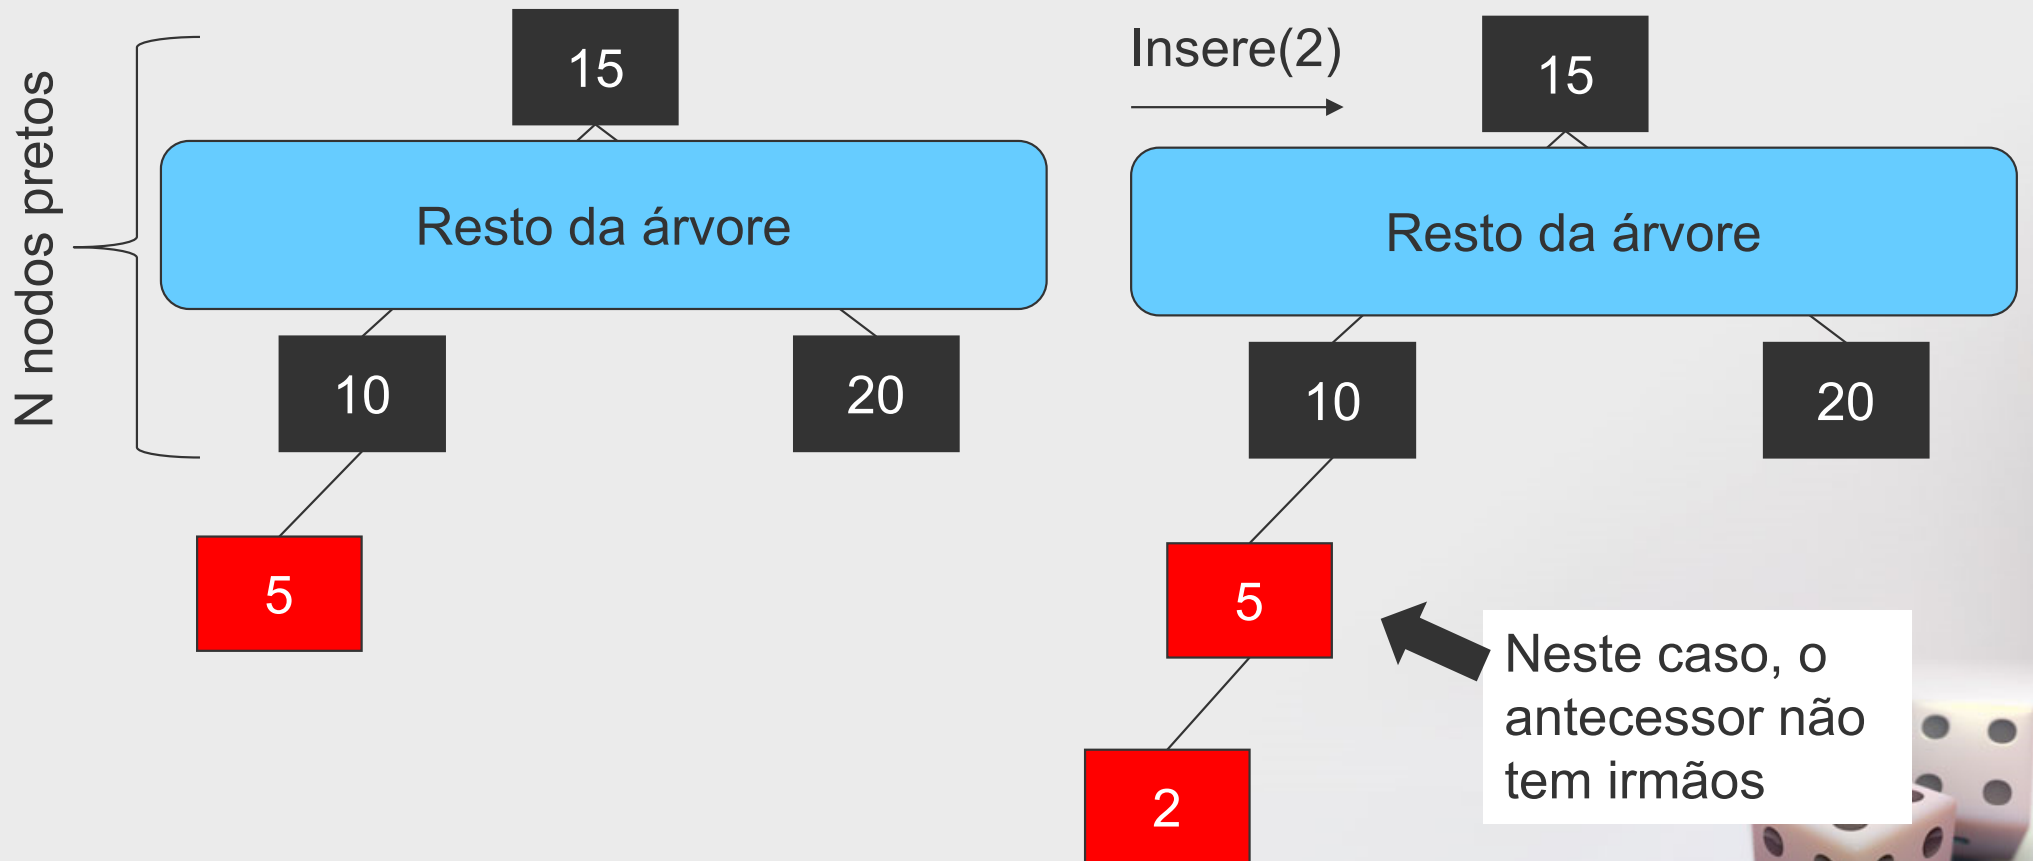 N nodos pretos
15
Resto da árvore
10
20
5
Insere(2)
15
Resto da árvore
10
20
5
2
Neste caso, o
antecessor não
tem irmãos